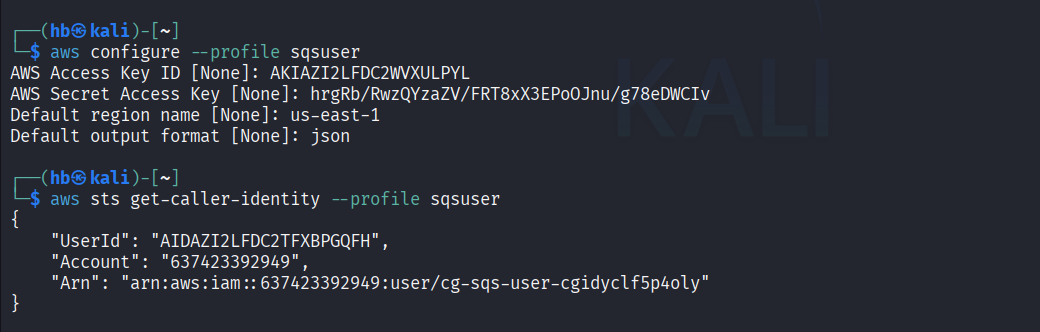 ┌──(hb㉿kali)-[~]
└─$ aws configure --profile sqsuser
AWS Access Key ID [None]: AKIAZI2LFDC2WVXULPYL
AWS Secret Access Key [None]: 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
Default region name [None]: us-east-1
Default output format [None]: json
┌──(hb㉿kali)-[~]
└─$ aws sts get-caller-identity --profile sqsuser
{
    "UserId": "AIDAZI2LFDC2TFXBPGQFH",
    "Account": "637423392949",
    "Arn": "arn:aws:iam::637423392949:user/cg-sqs-user-cgidyclf5p4oly"
}
KALI